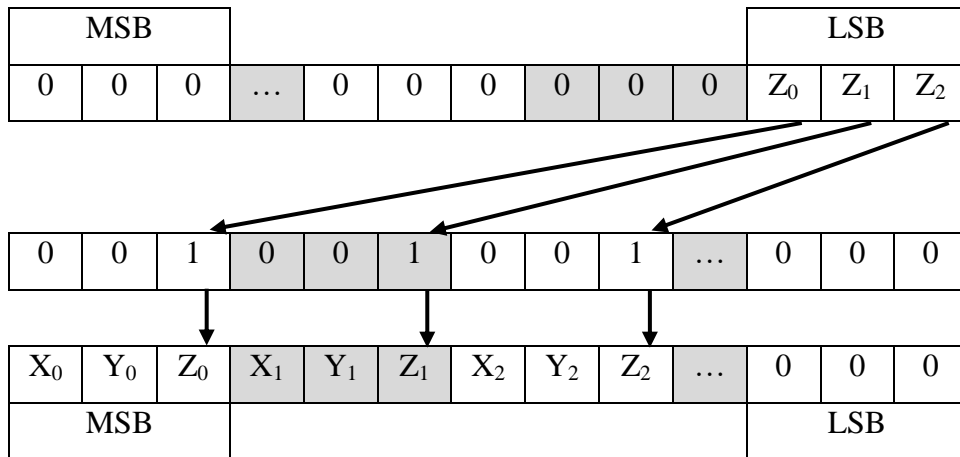 MSB LSB
0 0 0 … 0 0 0 0 0 0 Z₀ Z₁ Z₂
0 0 1 0 0 1 0 0 1 … 0 0 0
X₀ Y₀ Z₀ X₁ Y₁ Z₁ X₂ Y₂ Z₂ … 0 0 0
MSB LSB